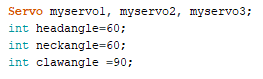 Servo myservo1, myservo2, myservo3;
int headangle=60;
int neckangle=60;
int clawangle =90;